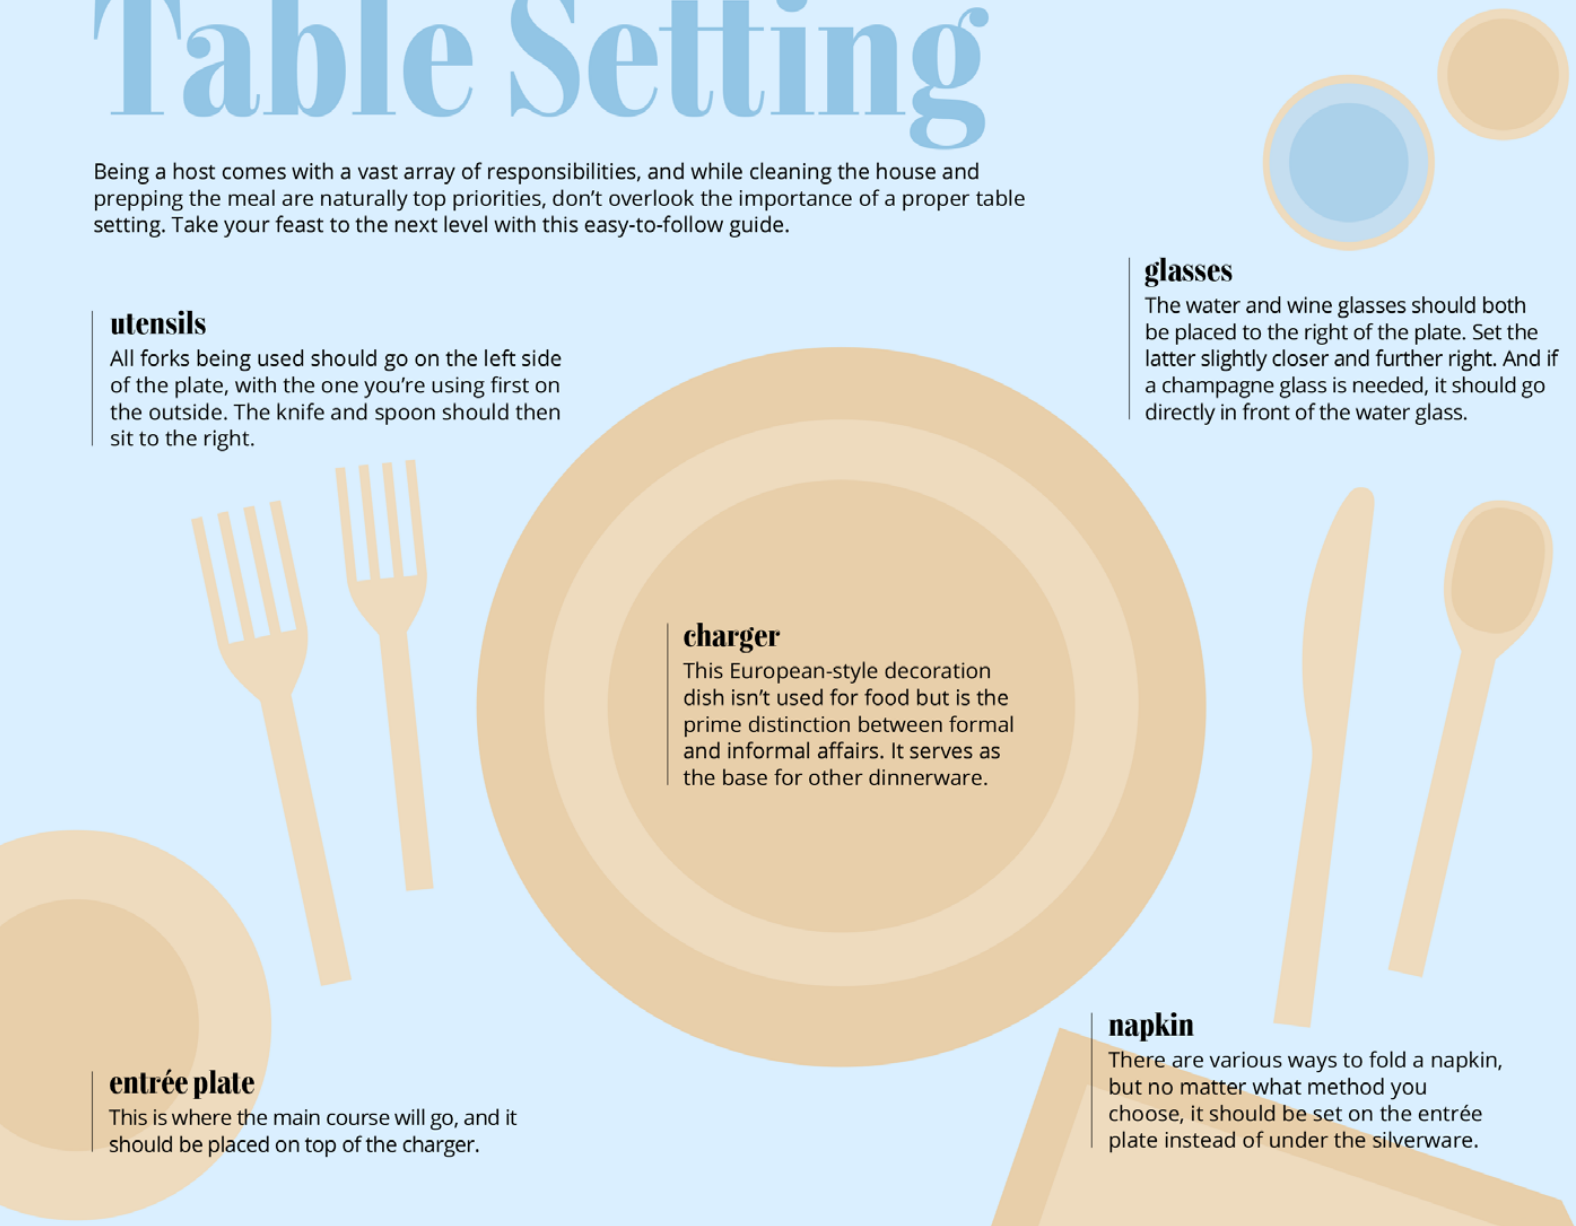 Table Setting
Being a host comes with a vast array of responsibilities, and while cleaning the house and
prepping the meal are naturally top priorities, don’t overlook the importance of a proper table
setting. Take your feast to the next level with this easy-to-follow guide.
utensils
All forks being used should go on the left side
of the plate, with the one you’re using first on
the outside. The knife and spoon should then
sit to the right.
glasses
The water and wine glasses should both
be placed to the right of the plate. Set the
latter slightly closer and further right. And if
a champagne glass is needed, it should go
directly in front of the water glass.
charger
This European-style decoration
dish isn’t used for food but is the
prime distinction between formal
and informal affairs. It serves as
the base for other dinnerware.
entrée plate
This is where the main course will go, and it
should be placed on top of the charger.
napkin
There are various ways to fold a napkin,
but no matter what method you
choose, it should be set on the entrée
plate instead of under the silverware.